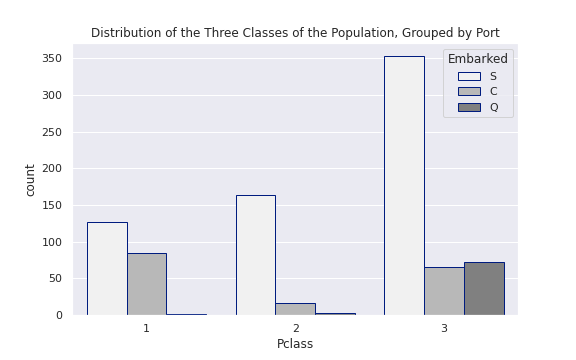 Distribution of the Three Classes of the Population, Grouped by Port
350
300
250
200
150
100
50
0
count
Embarked
S
C
Q
1 2 3
Pclass